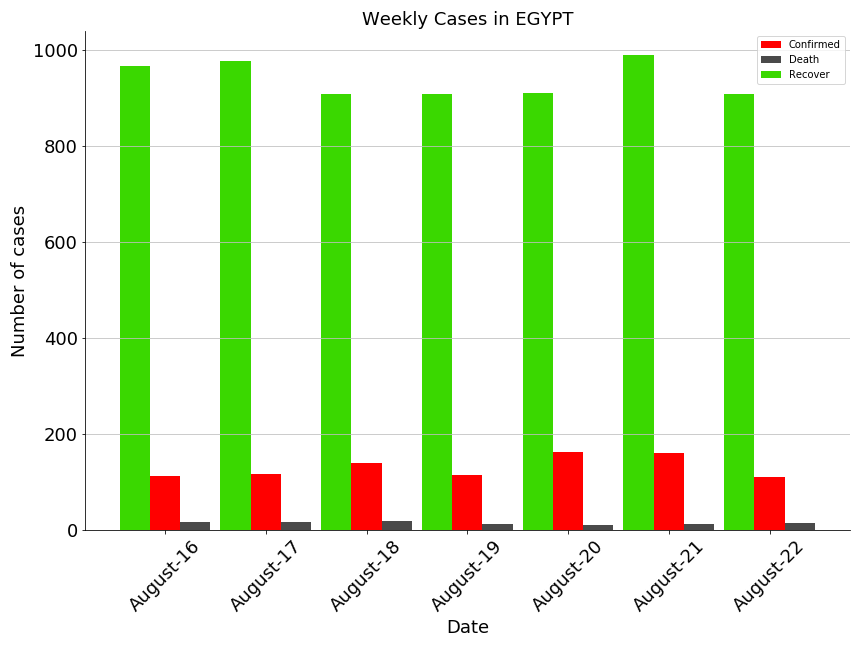 Weekly Cases in EGYPT
Confirmed
Death
Recover
1000
800
600
400
200
0
Number of cases
August-16
August-17
August-18
August-19
August-20
August-21
August-22
Date